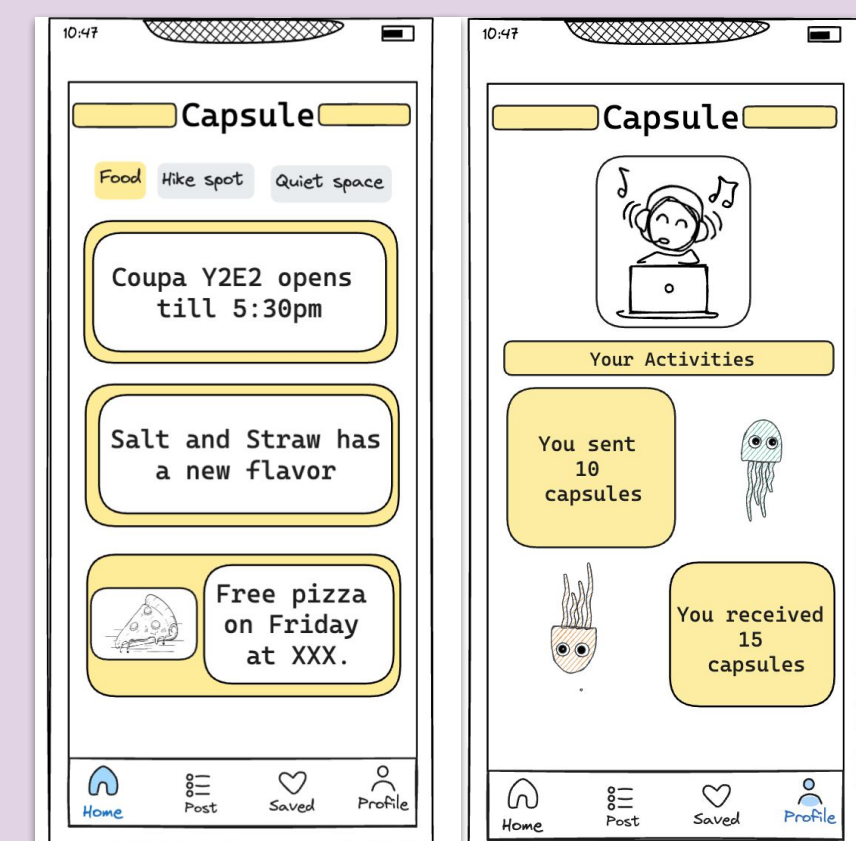 10:47
Capsule
Food Hike spot Quiet space
Coupa Y2E2 opens
till 5:30pm
Salt and Straw has
a new flavor
Free pizza
on Friday
at XXX.
Home Post Saved Profile
10:47
Capsule
Your Activities
You sent
10
capsules
You received
15
capsules
Home Post Saved Profile